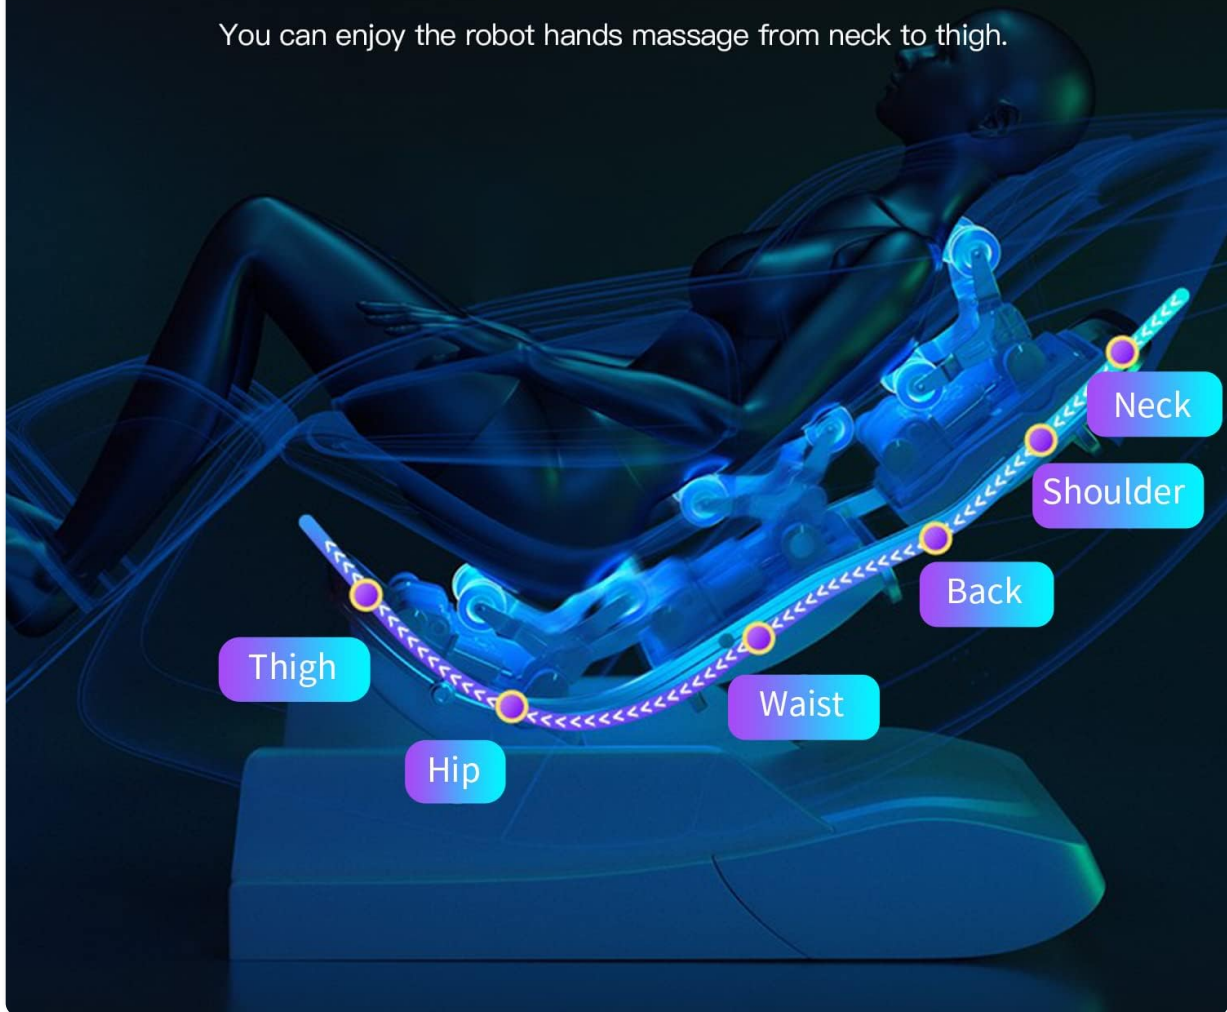 You can enjoy the robot hands massage from neck to thigh.
Neck
Shoulder
Back
Thigh
Waist
Hip